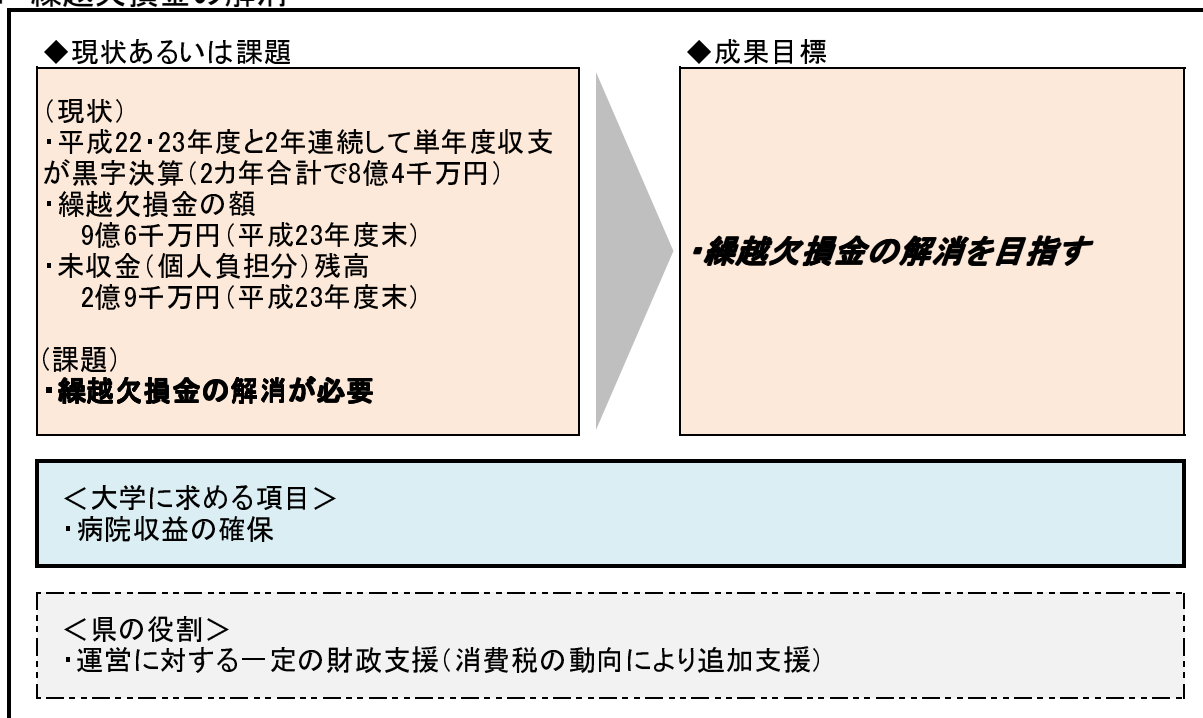 繰越欠損金の解消
◆現状あるいは課題
(現状)
・平成22・23年度と2年連続して単年度収支
が黒字決算(2カ年合計で8億4千万円)
・繰越欠損金の額
9億6千万円(平成23年度末)
・未収金(個人負担分)残高
2億9千万円(平成23年度末)
(課題)
・繰越欠損金の解消が必要
◆成果目標
・繰越欠損金の解消を目指す
＜大学に求める項目＞
・病院収益の確保
＜県の役割＞
・運営に対する一定の財政支援(消費税の動向により追加支援)